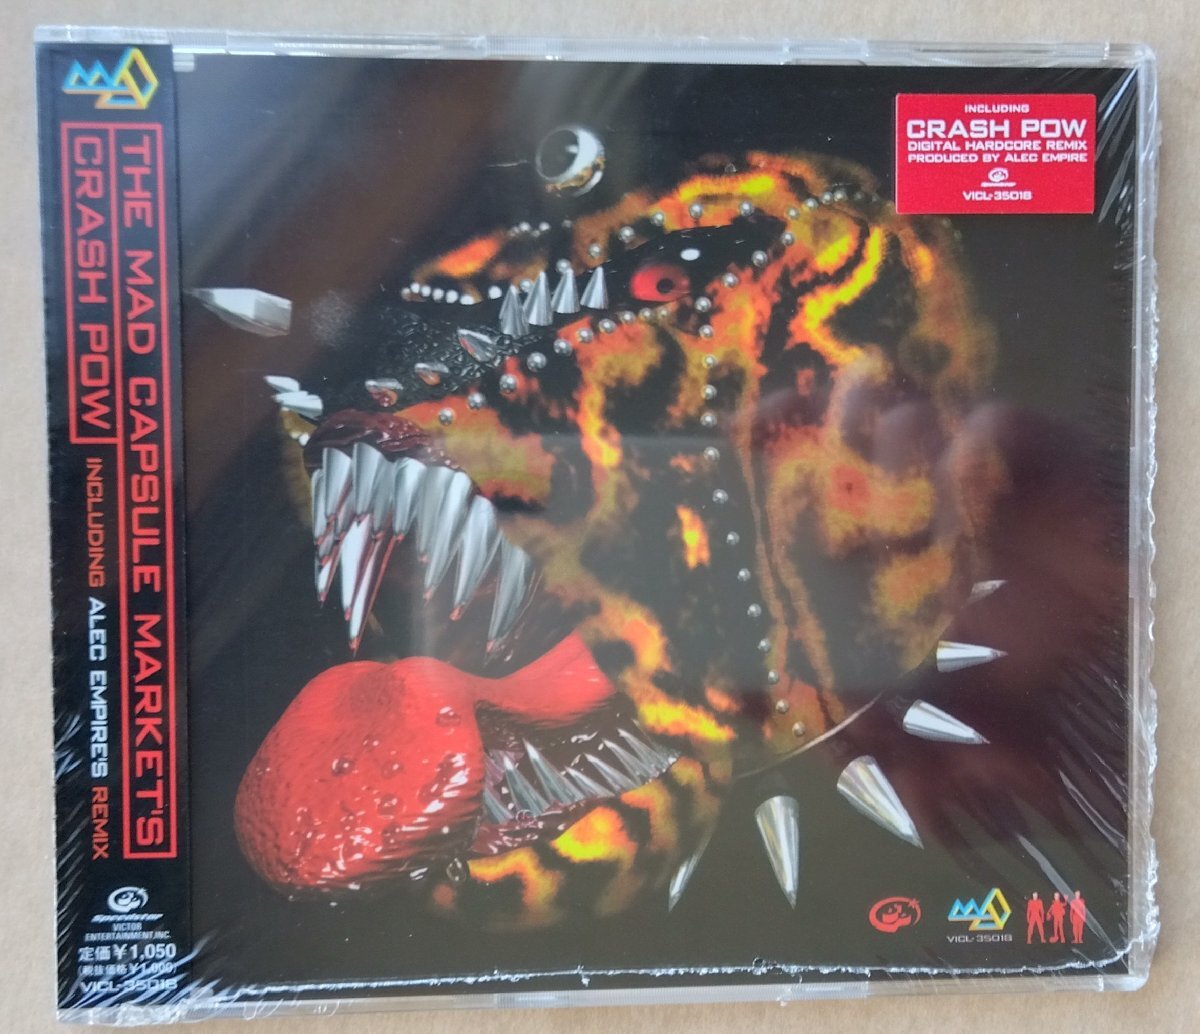 THE MAD CAPSULE MARKET'S
CRASH POW
INCLUDING ALEC EMPIRE'S REMIX
Speedstar
VICTOR
ENTERTAINMENT, INC.
定価¥1,050
(税抜価格¥1,000)
VICL-35018
INCLUDING
CRASH POW
DIGITAL HARDCORE REMIX
PRODUCED BY ALEC EMPIRE
Speedstar
VICL-35018
VICL-35018